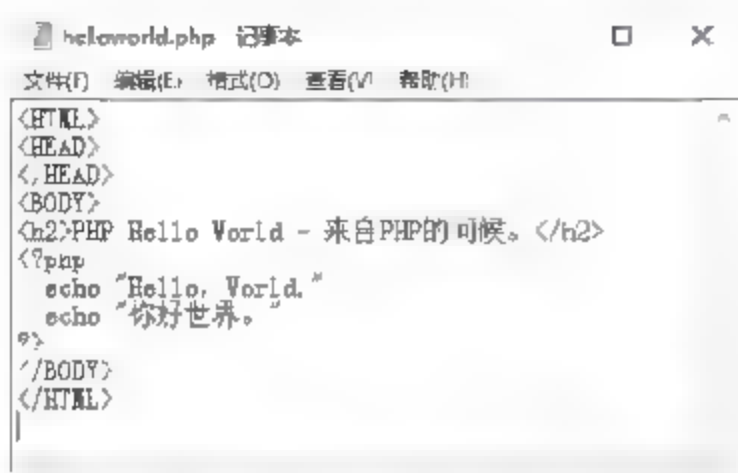 helloworld.php 记事本
文件(F) 编辑(E) 格式(O) 查看(V) 帮助(H)
<HTML>
<HEAD>
</HEAD>
<BODY>
<h2>PHP Hello World - 来自PHP的问候。</h2>
<?php
echo "Hello, World."
echo "你好世界。"
?>
</BODY>
</HTML>